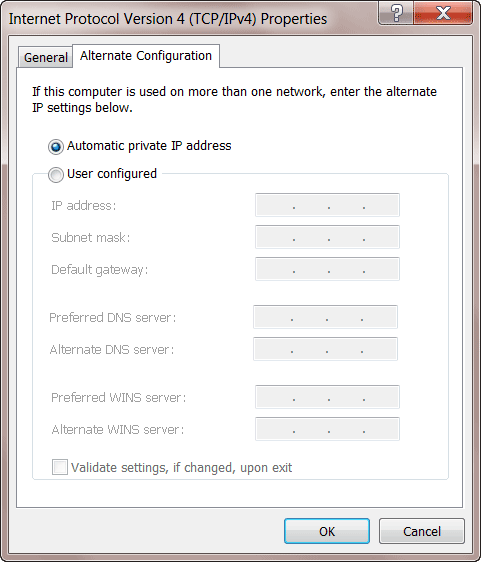 Internet Protocol Version 4 (TCP/IPv4) Properties
General
Alternate Configuration
If this computer is used on more than one network, enter the alternate
IP settings below.
Automatic private IP address
User configured
IP address:
Subnet mask:
Default gateway:
Preferred DNS server:
Alternate DNS server:
Preferred WINS server:
Alternate WINS server:
Validate settings, if changed, upon exit
OK
Cancel